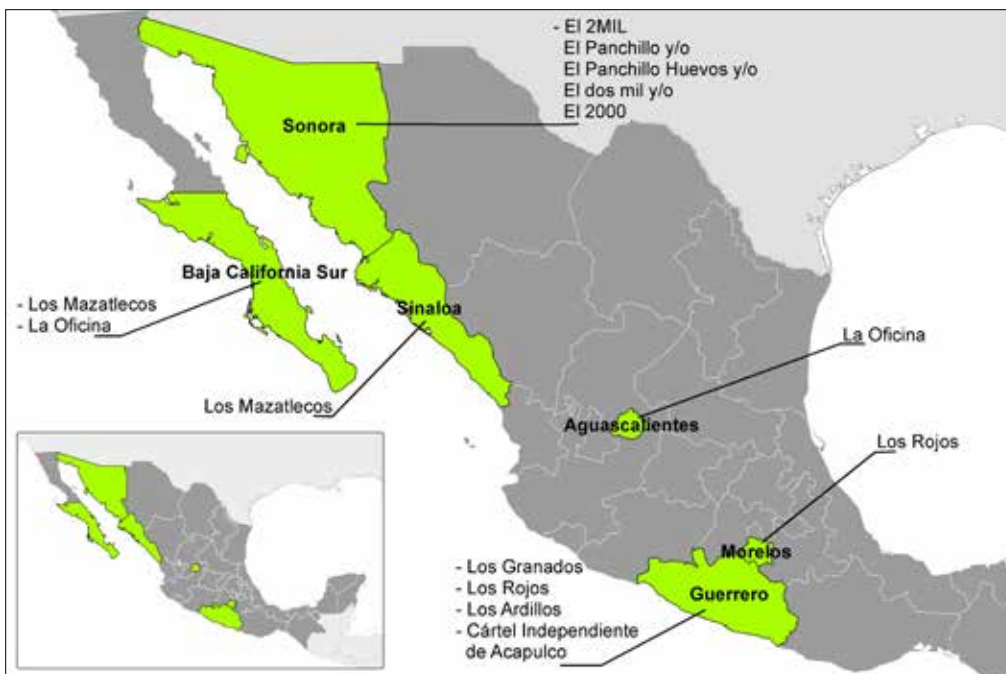 - El 2MIL
El Panchillo y/o
El Panchillo Huevos y/o
El dos mil y/o
El 2000
Sonora
Baja California Sur
- Los Mazatlecos
- La Oficina
Sinaloa
Los Mazatlecos
La Oficina
Aguascalientes
Los Rojos
Morelos
- Los Granados
- Los Rojos
- Los Ardillos
- Cártel Independiente
de Acapulco
Guerrero